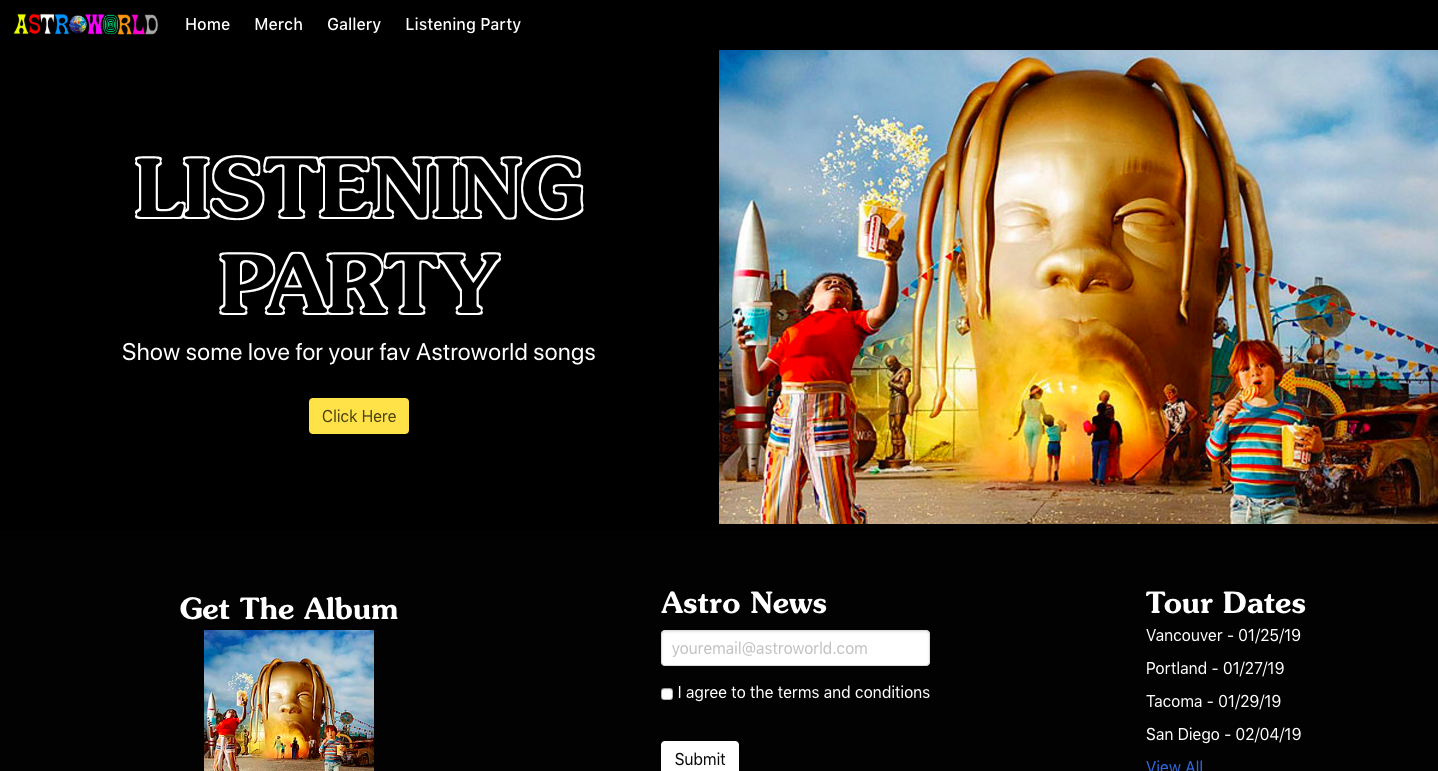 ASTROWORLD
Home
Merch
Gallery
Listening Party
LISTENING
PARTY
Show some love for your fav Astroworld songs
Click Here
Get The Album
Astro News
youremail@astroworld.com
I agree to the terms and conditions
Submit
Tour Dates
Vancouver - 01/25/19
Portland - 01/27/19
Tacoma - 01/29/19
San Diego - 02/04/19
View All